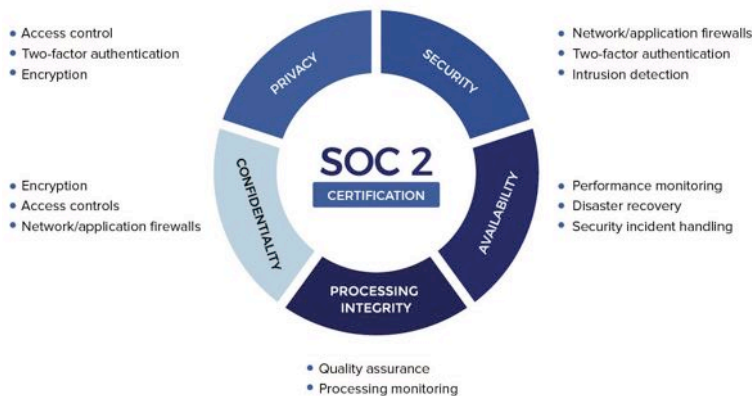 Access control
Two-factor authentication
Encryption
PRIVACY
SECURITY
Network/application firewalls
Two-factor authentication
Intrusion detection
SOC 2
CERTIFICATION
Encryption
Access controls
Network/application firewalls
CONFIDENTIALITY
AVAILABILITY
Performance monitoring
Disaster recovery
Security incident handling
PROCESSING
INTEGRITY
Quality assurance
Processing monitoring